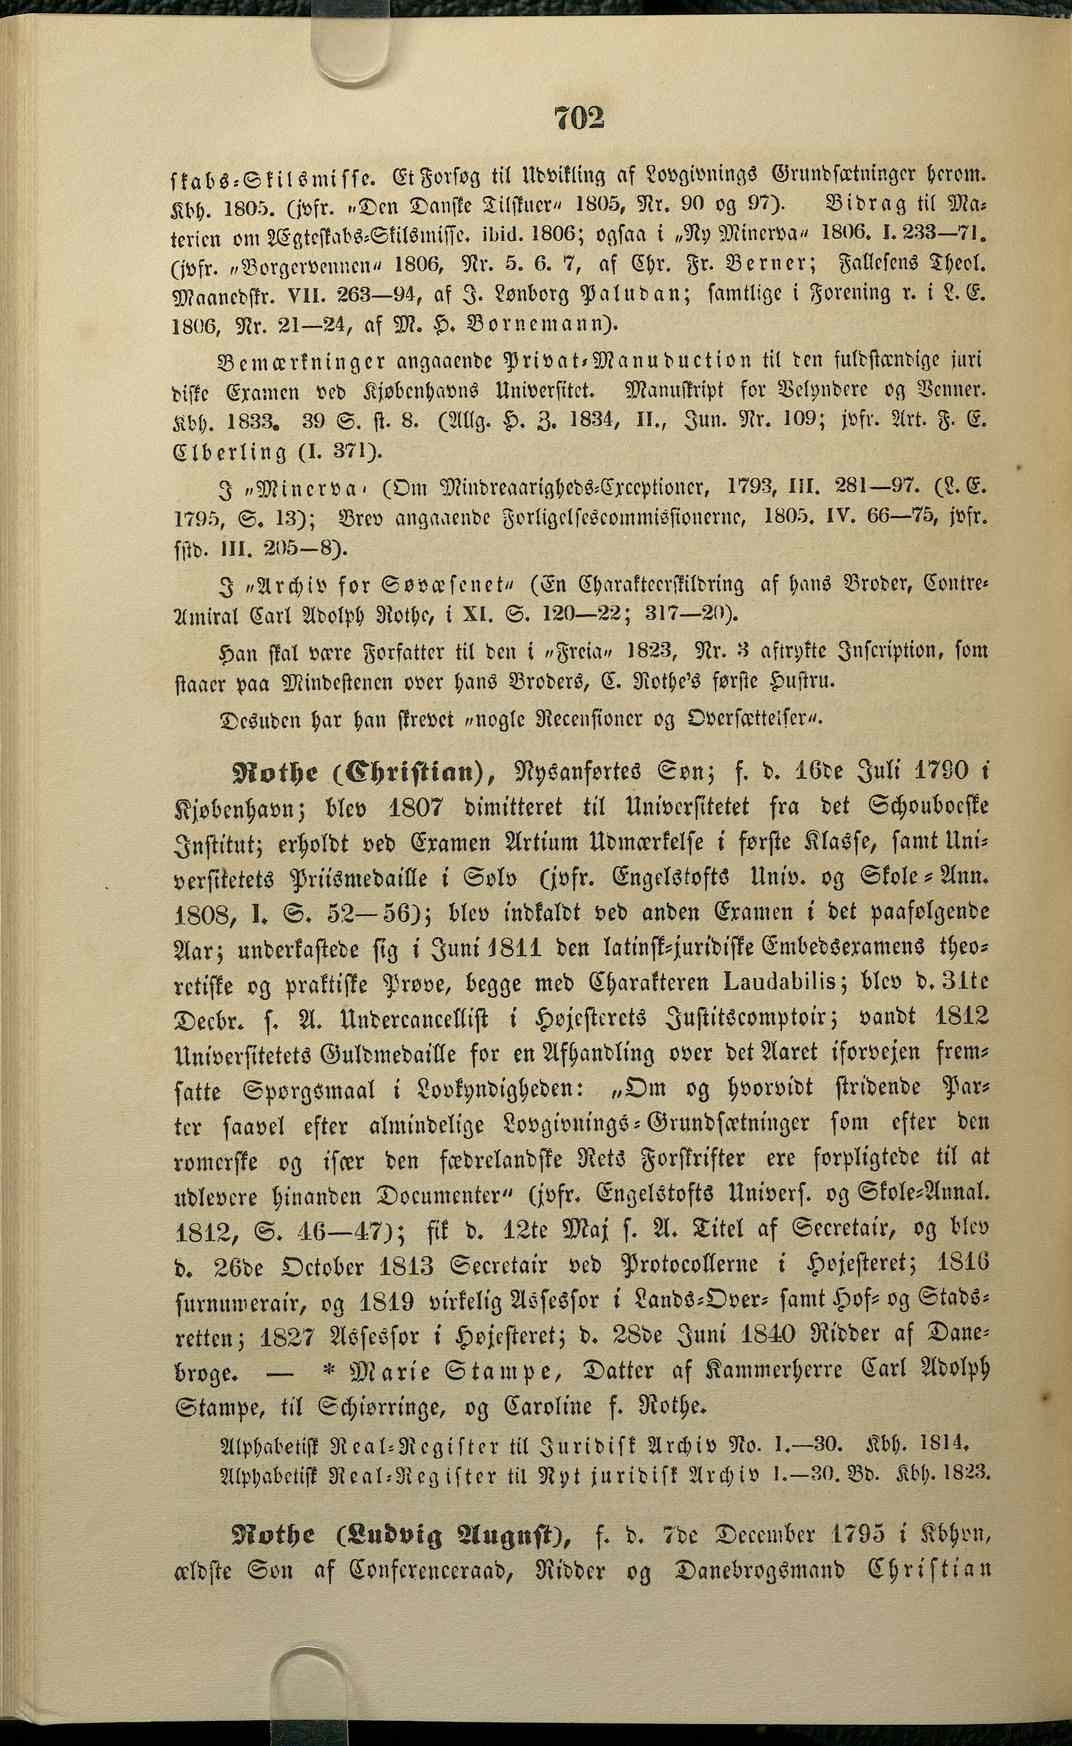 702
skabs-Skilsmisse. Et Forsøg til Udvikling af Lovgivnings Grundsætninger herom.
Kbh. 1805. (jvfr. „Den Danske Tilskuer“ 1805, Nr. 90 og 97). Bidrag til Ma-
terien om Ægteskabs-Skilsmisse. ibid. 1806; ogsaa i „Ny Minerva“ 1806. I. 233—71.
(jvfr. „Borgervennen“ 1806, Nr. 5. 6. 7, af Chr. Fr. Berner; Fallesens Theol.
Maanedskr. VII. 263—94, af J. Lønborg Paludan; samtlige i Forening r. i L. E.
1806, Nr. 21—24, af M. H. Bornemann).
Bemærkninger angaaende Privat-Manuduction til den fuldstændige juri
diske Examen ved Kjøbenhavns Universitet. Manuskript for Velyndere og Venner.
Kbh. 1833. 39 S. st. 8. (Allg. H. Z. 1834, II., Jun. Nr. 109; jvfr. Art. F. E.
Elberling (I. 371).
I „Minerva“ (Om Mindreaarigheds-Exceptioner, 1793, III. 281—97. (L. E.
1795, S. 13); Brev angaaende Forligelsescommissionerne, 1805. IV. 66—75, jvfr.
sstd. III. 205—8).
I „Archiv for Søvæsenet“ (En Charakteerskildring af hans Broder, Contre-
Amiral Carl Adolph Rothe, i XI. S. 120—22; 317—20).
Han skal være Forfatter til den i „Freia“ 1823, Nr. 3 aftrykte Inscription, som
staaer paa Mindestenen over hans Broders, C. Rothe's første Hustru.
Desuden har han skrevet „nogle Recensioner og Oversættelser“.
Rothe (Christian), Nysanførtes Søn; f. d. 16de Juli 1790 i
Kjøbenhavn; blev 1807 dimitteret til Universitetet fra det Schouboeske
Institut; erholdt ved Examen Artium Udmærkelse i første Klasse, samt Uni-
versitetets Priismedaille i Sølv (jvfr. Engelstofts Univ. og Skole-Ann.
1808, I. S. 52—56); blev indkaldt ved anden Examen i det paafølgende
Aar; underkastede sig i Juni 1811 den latinsk-juridiske Embedsexamens theo-
retiske og praktiske Prøve, begge med Charakteren Laudabilis; blev d. 31te
Decbr. s. A. Undercancellist i Højesterets Justitscomptoir; vandt 1812
Universitetets Guldmedaille for en Afhandling over det Aaret iforvejen frem-
satte Spørgsmaal i Lovkyndigheden: „Om og hvorvidt stridende Par-
ter saavel efter almindelige Lovgivnings-Grundsætninger som efter den
romerske og især den fædrelandske Rets Forskrifter ere forpligtede til at
udlevere hinanden Documenter“ (jvfr. Engelstofts Univers. og Skole-Annal.
1812, S. 46—47); fik d. 12te Maj s. A. Titel af Secretair, og blev
d. 26de October 1813 Secretair ved Protocollerne i Højesteret; 1816
surnumerair, og 1819 virkelig Assessor i Lands-Over- samt Hof- og Stads-
retten; 1827 Assessor i Højesteret; d. 28de Juni 1840 Ridder af Dane-
broge. — * Marie Stampe, Datter af Kammerherre Carl Adolph
Stampe, til Schiørringe, og Caroline f. Rothe.
Alphabetisk Real-Register til Juridisk Archiv No. 1.—30. Kbh. 1814.
Alphabetisk Real-Register til Nyt juridisk Archiv 1.—30. Bd. Kbh. 1823.
Rothe (Ludvig August), f. d. 7de December 1795 i Kbhvn,
ældste Søn af Conferenceraad, Ridder og Danebrogsmand Christian